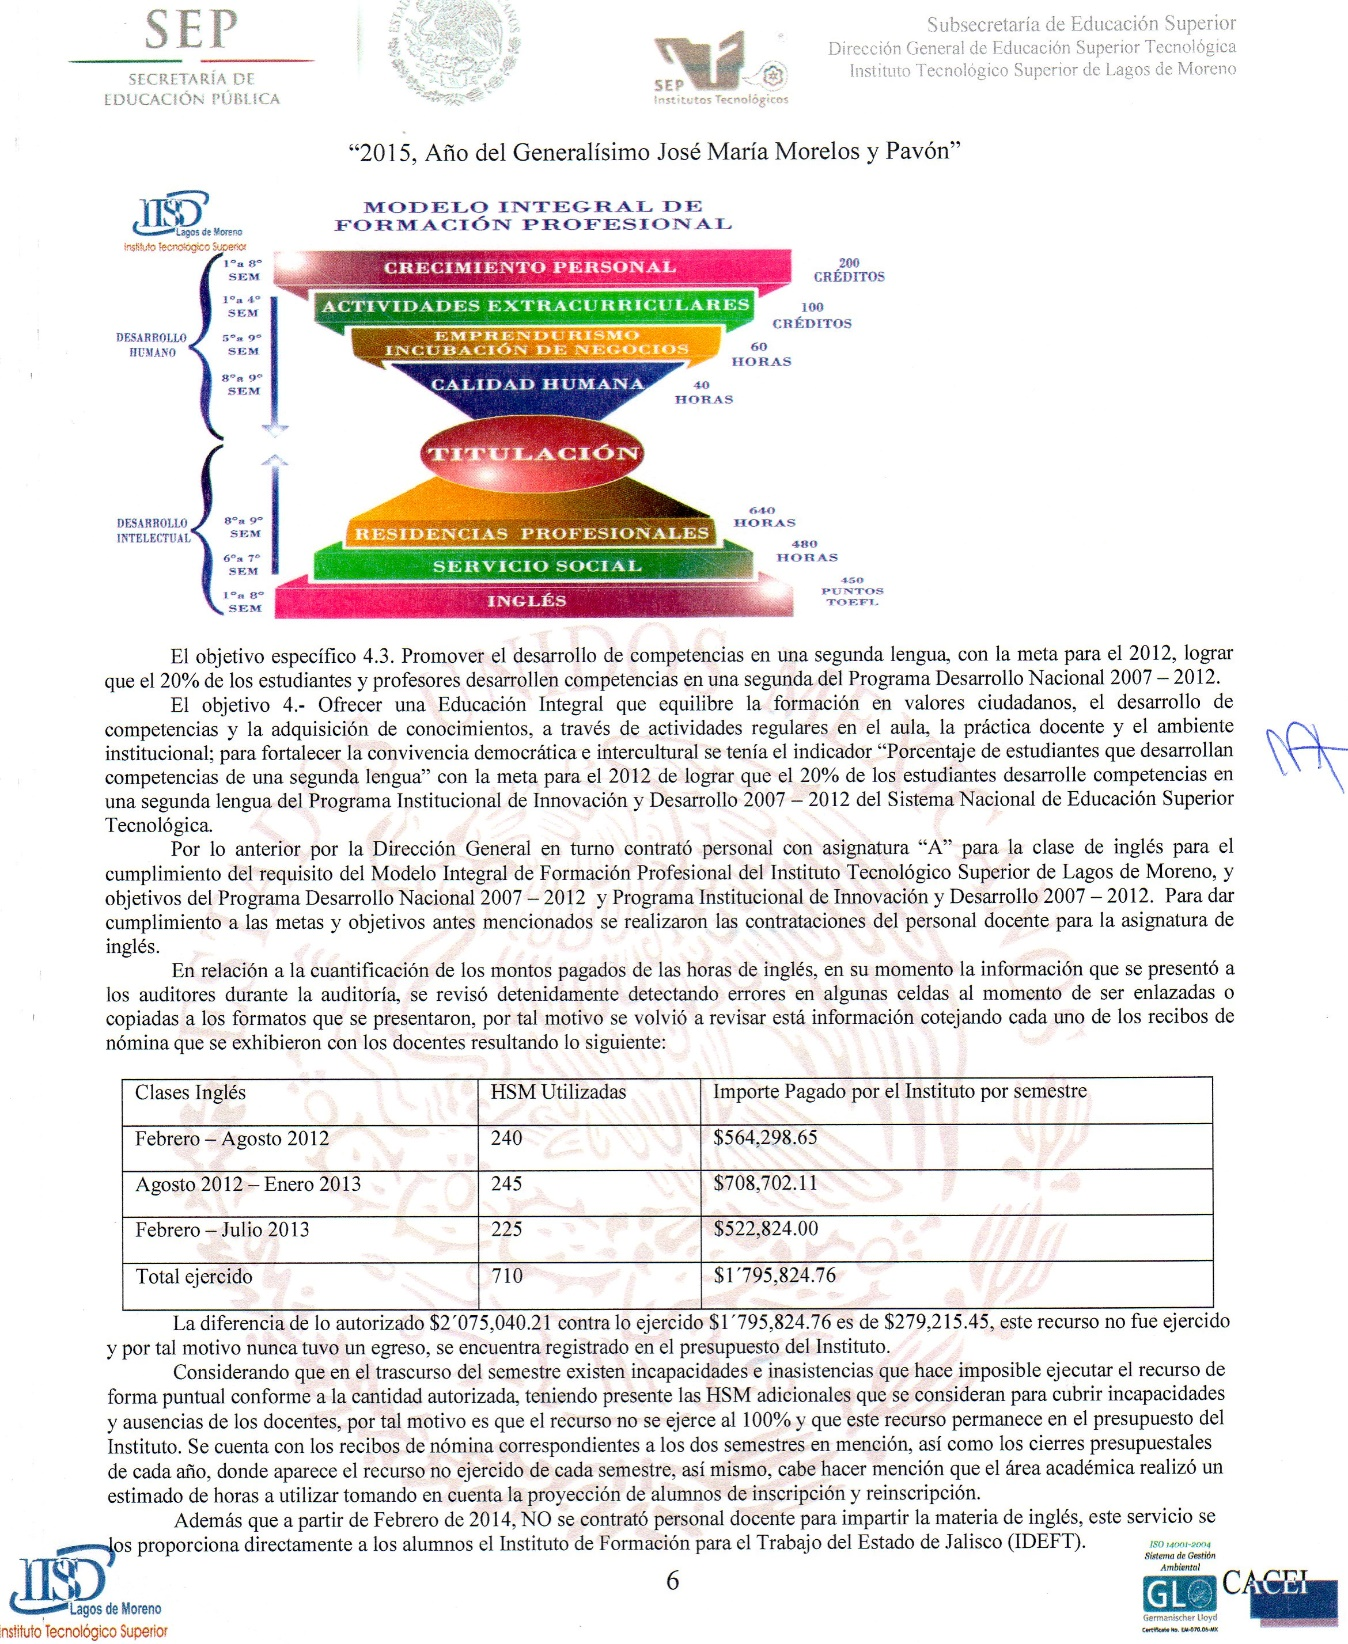 SEP
SECRETARÍA DE
EDUCACIÓN PÚBLICA
SEP
Institutos Tecnológicos
Subsecretaría de Educación Superior
Dirección General de Educación Superior Tecnológica
Instituto Tecnológico Superior de Lagos de Moreno
“2015, Año del Generalísimo José María Morelos y Pavón”
Lagos de Moreno
Instituto Tecnológico Superior
MODELO INTEGRAL DE
FORMACIÓN PROFESIONAL
1°a 8°
SEM
CRECIMIENTO PERSONAL
200
CRÉDITOS
1°a 4°
SEM
ACTIVIDADES EXTRACURRICULARES
100
CRÉDITOS
DESARROLLO
HUMANO
5°a 9°
SEM
EMPRENDURISMO
INCUBACIÓN DE NEGOCIOS
60
HORAS
8°a 9°
SEM
CALIDAD HUMANA
40
HORAS
TITULACIÓN
DESARROLLO
INTELECTUAL
8°a 9°
SEM
RESIDENCIAS PROFESIONALES
640
HORAS
6°a 7°
SEM
SERVICIO SOCIAL
480
HORAS
1°a 8°
SEM
INGLÉS
450
PUNTOS
TOEFL
El objetivo específico 4.3. Promover el desarrollo de competencias en una segunda lengua, con la meta para el 2012, lograr
que el 20% de los estudiantes y profesores desarrollen competencias en una segunda del Programa Desarrollo Nacional 2007 – 2012.
El objetivo 4.- Ofrecer una Educación Integral que equilibre la formación en valores ciudadanos, el desarrollo de
competencias y la adquisición de conocimientos, a través de actividades regulares en el aula, la práctica docente y el ambiente
institucional; para fortalecer la convivencia democrática e intercultural se tenía el indicador “Porcentaje de estudiantes que desarrollan
competencias de una segunda lengua” con la meta para el 2012 de lograr que el 20% de los estudiantes desarrolle competencias en
una segunda lengua del Programa Institucional de Innovación y Desarrollo 2007 – 2012 del Sistema Nacional de Educación Superior
Tecnológica.
Por lo anterior por la Dirección General en turno contrató personal con asignatura “A” para la clase de inglés para el
cumplimiento del requisito del Modelo Integral de Formación Profesional del Instituto Tecnológico Superior de Lagos de Moreno, y
objetivos del Programa Desarrollo Nacional 2007 – 2012 y Programa Institucional de Innovación y Desarrollo 2007 – 2012. Para dar
cumplimiento a las metas y objetivos antes mencionados se realizaron las contrataciones del personal docente para la asignatura de
inglés.
En relación a la cuantificación de los montos pagados de las horas de inglés, en su momento la información que se presentó a
los auditores durante la auditoría, se revisó detenidamente detectando errores en algunas celdas al momento de ser enlazadas o
copiadas a los formatos que se presentaron, por tal motivo se volvió a revisar está información cotejando cada uno de los recibos de
nómina que se exhibieron con los docentes resultando lo siguiente:
Clases Inglés HSM Utilizadas Importe Pagado por el Instituto por semestre
Febrero – Agosto 2012 240 $564,298.65
Agosto 2012 – Enero 2013 245 $708,702.11
Febrero – Julio 2013 225 $522,824.00
Total ejercido 710 $1´795,824.76
La diferencia de lo autorizado $2´075,040.21 contra lo ejercido $1´795,824.76 es de $279,215.45, este recurso no fue ejercido
y por tal motivo nunca tuvo un egreso, se encuentra registrado en el presupuesto del Instituto.
Considerando que en el trascurso del semestre existen incapacidades e inasistencias que hace imposible ejecutar el recurso de
forma puntual conforme a la cantidad autorizada, teniendo presente las HSM adicionales que se consideran para cubrir incapacidades
y ausencias de los docentes, por tal motivo es que el recurso no se ejerce al 100% y que este recurso permanece en el presupuesto del
Instituto. Se cuenta con los recibos de nómina correspondientes a los dos semestres en mención, así como los cierres presupuestales
de cada año, donde aparece el recurso no ejercido de cada semestre, así mismo, cabe hacer mención que el área académica realizó un
estimado de horas a utilizar tomando en cuenta la proyección de alumnos de inscripción y reinscripción.
Además que a partir de Febrero de 2014, NO se contrató personal docente para impartir la materia de inglés, este servicio se
los proporciona directamente a los alumnos el Instituto de Formación para el Trabajo del Estado de Jalisco (IDEFT).
6
Lagos de Moreno
Instituto Tecnológico Superior
ISO 14001-2004
Sistema de Gestión
Ambiental
GL
Germanischer Lloyd
Certificate No. EM-070.05-MX
CACEI